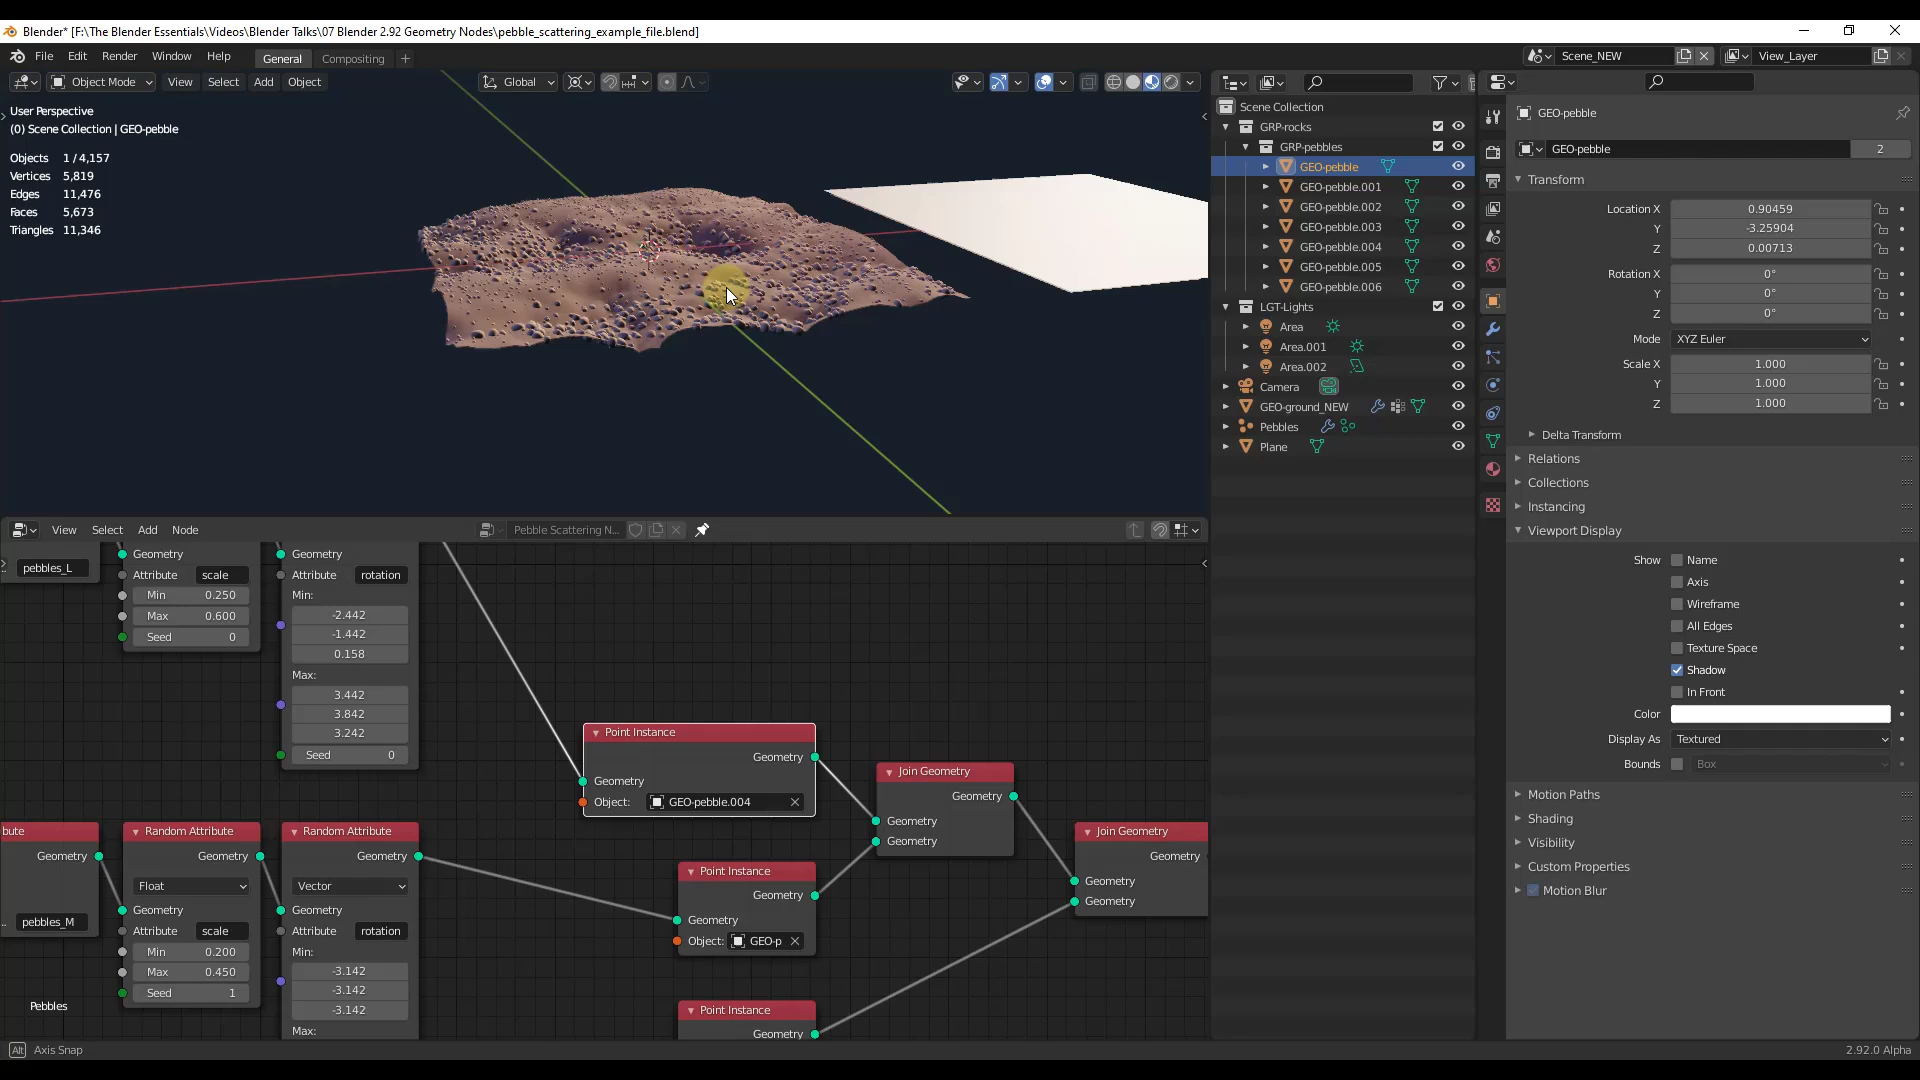 Blender* [F:\The Blender Essentials\Videos\Blender Talks\07 Blender 2.92 Geometry Nodes\pebble_scattering_example_file.blend]
File Edit Render Window Help General Compositing + Scene_NEW View_Layer
Object Mode View Select Add Object Global
User Perspective
(0) Scene Collection | GEO-pebble
Objects 1 / 4,157
Vertices 5,819
Edges 11,476
Faces 5,673
Triangles 11,346
Scene Collection
GRP-rocks
GRP-pebbles
GEO-pebble
GEO-pebble.001
GEO-pebble.002
GEO-pebble.003
GEO-pebble.004
GEO-pebble.005
GEO-pebble.006
LGT-Lights
Area
Area.001
Area.002
Camera
GEO-ground_NEW
Pebbles
Plane
GEO-pebble
GEO-pebble 2
Transform
Location X 0.90459
Y -3.25904
Z 0.00713
Rotation X 0°
Y 0°
Z 0°
Mode XYZ Euler
Scale X 1.000
Y 1.000
Z 1.000
Delta Transform
Relations
Collections
Instancing
Viewport Display
Show Name
Axis
Wireframe
All Edges
Texture Space
Shadow
In Front
Color
Display As Textured
Bounds Box
Motion Paths
Shading
Visibility
Custom Properties
Motion Blur
View Select Add Node Pebble Scattering N...
pebbles_L
Geometry
Attribute scale
Min 0.250
Max 0.600
Seed 0
Geometry
Attribute rotation
Min:
-2.442
-1.442
0.158
Max:
3.442
3.842
3.242
Seed 0
Point Instance
Geometry
Geometry
Object: GEO-pebble.004
Join Geometry
Geometry
Geometry
Geometry
Join Geometry
Geometry
Geometry
Geometry
bute
Geometry
pebbles_M
Random Attribute
Geometry
Float
Geometry
Attribute scale
Min 0.200
Max 0.450
Seed 1
Random Attribute
Geometry
Vector
Geometry
Attribute rotation
Min:
-3.142
-3.142
-3.142
Max:
Point Instance
Geometry
Geometry
Object: GEO-p
Point Instance
Geometry
Pebbles
Alt Axis Snap
2.92.0 Alpha